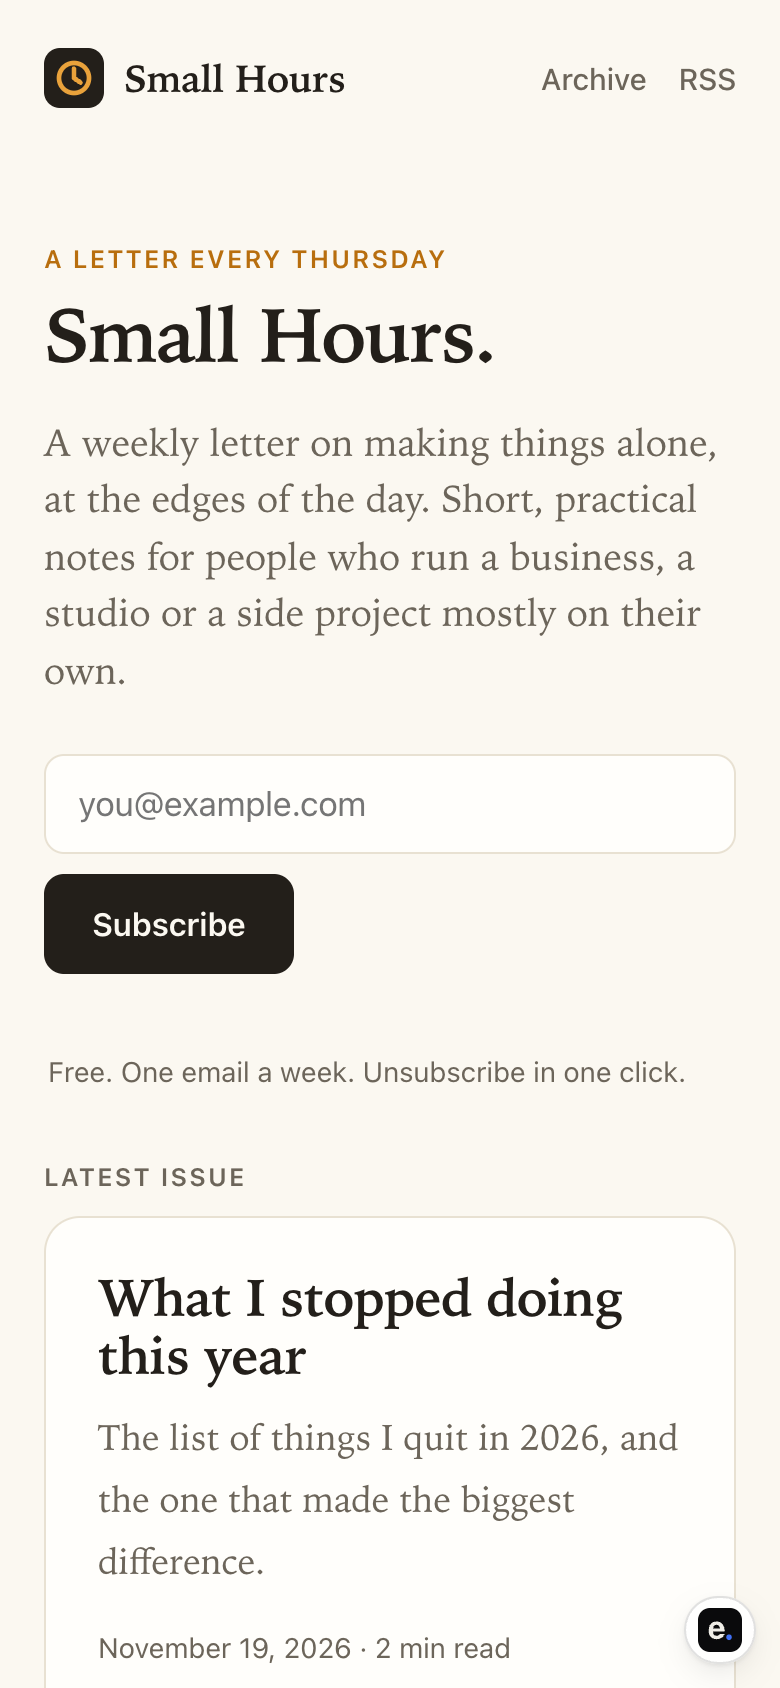 Small Hours
Archive RSS
A LETTER EVERY THURSDAY
Small Hours.
A weekly letter on making things alone,
at the edges of the day. Short, practical
notes for people who run a business, a
studio or a side project mostly on their
own.
you@example.com
Subscribe
Free. One email a week. Unsubscribe in one click.
LATEST ISSUE
What I stopped doing
this year
The list of things I quit in 2026, and
the one that made the biggest
difference.
November 19, 2026 · 2 min read
e.